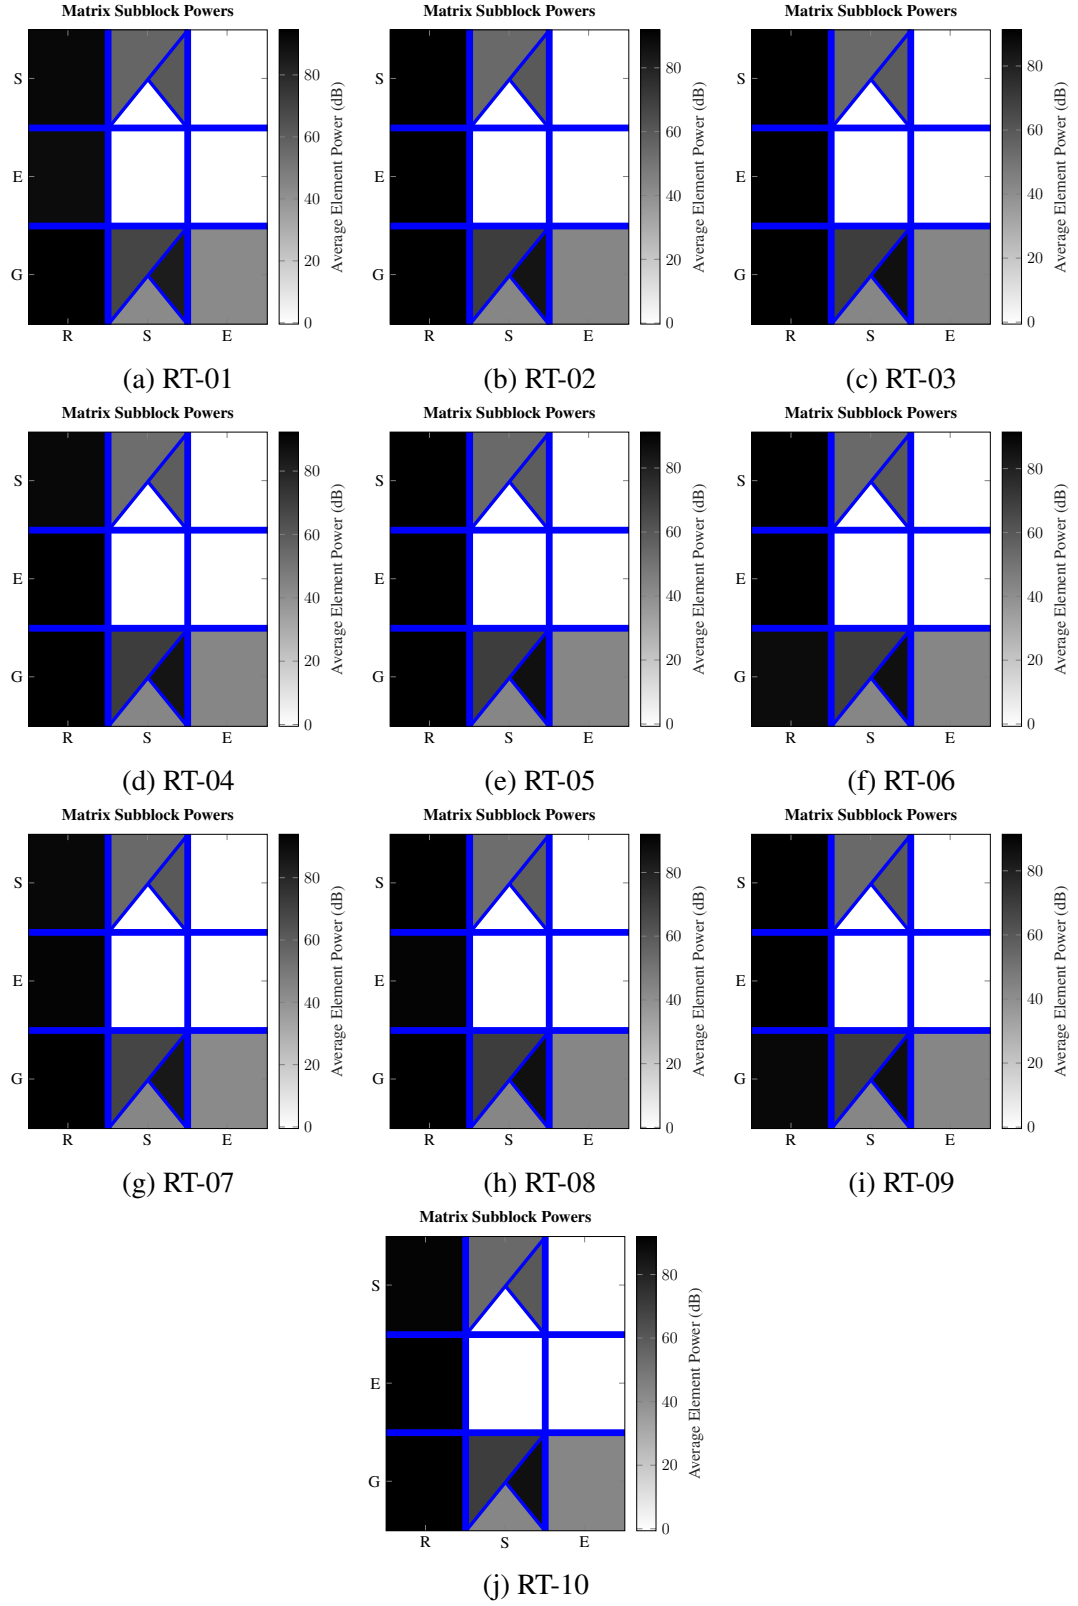 Matrix Subblock Powers Matrix Subblock Powers Matrix Subblock Powers
S
E
G
R S E
0
20
40
60
80
Average Element Power (dB)
0
20
40
60
80
Average Element Power (dB)
R S E
S
E
G
0
20
40
60
80
Average Element Power (dB)
R S E
(a) RT-01 (b) RT-02 (c) RT-03
Matrix Subblock Powers Matrix Subblock Powers Matrix Subblock Powers
S
E
G
R S E
0
20
40
60
80
Average Element Power (dB)
R S E
0
20
40
60
80
Average Element Power (dB)
S
E
G
R S E
0
20
40
60
80
Average Element Power (dB)
S
E
G
(d) RT-04 (e) RT-05 (f) RT-06
Matrix Subblock Powers Matrix Subblock Powers Matrix Subblock Powers
S
E
G
R S E
0
20
40
60
80
Average Element Power (dB)
S
E
G
R S E
0
20
40
60
80
Average Element Power (dB)
S
E
G
R S E
0
20
40
60
80
Average Element Power (dB)
S
E
G
(g) RT-07 (h) RT-08 (i) RT-09
Matrix Subblock Powers
S
E
G
R S E
0
20
40
60
80
Average Element Power (dB)
(j) RT-10